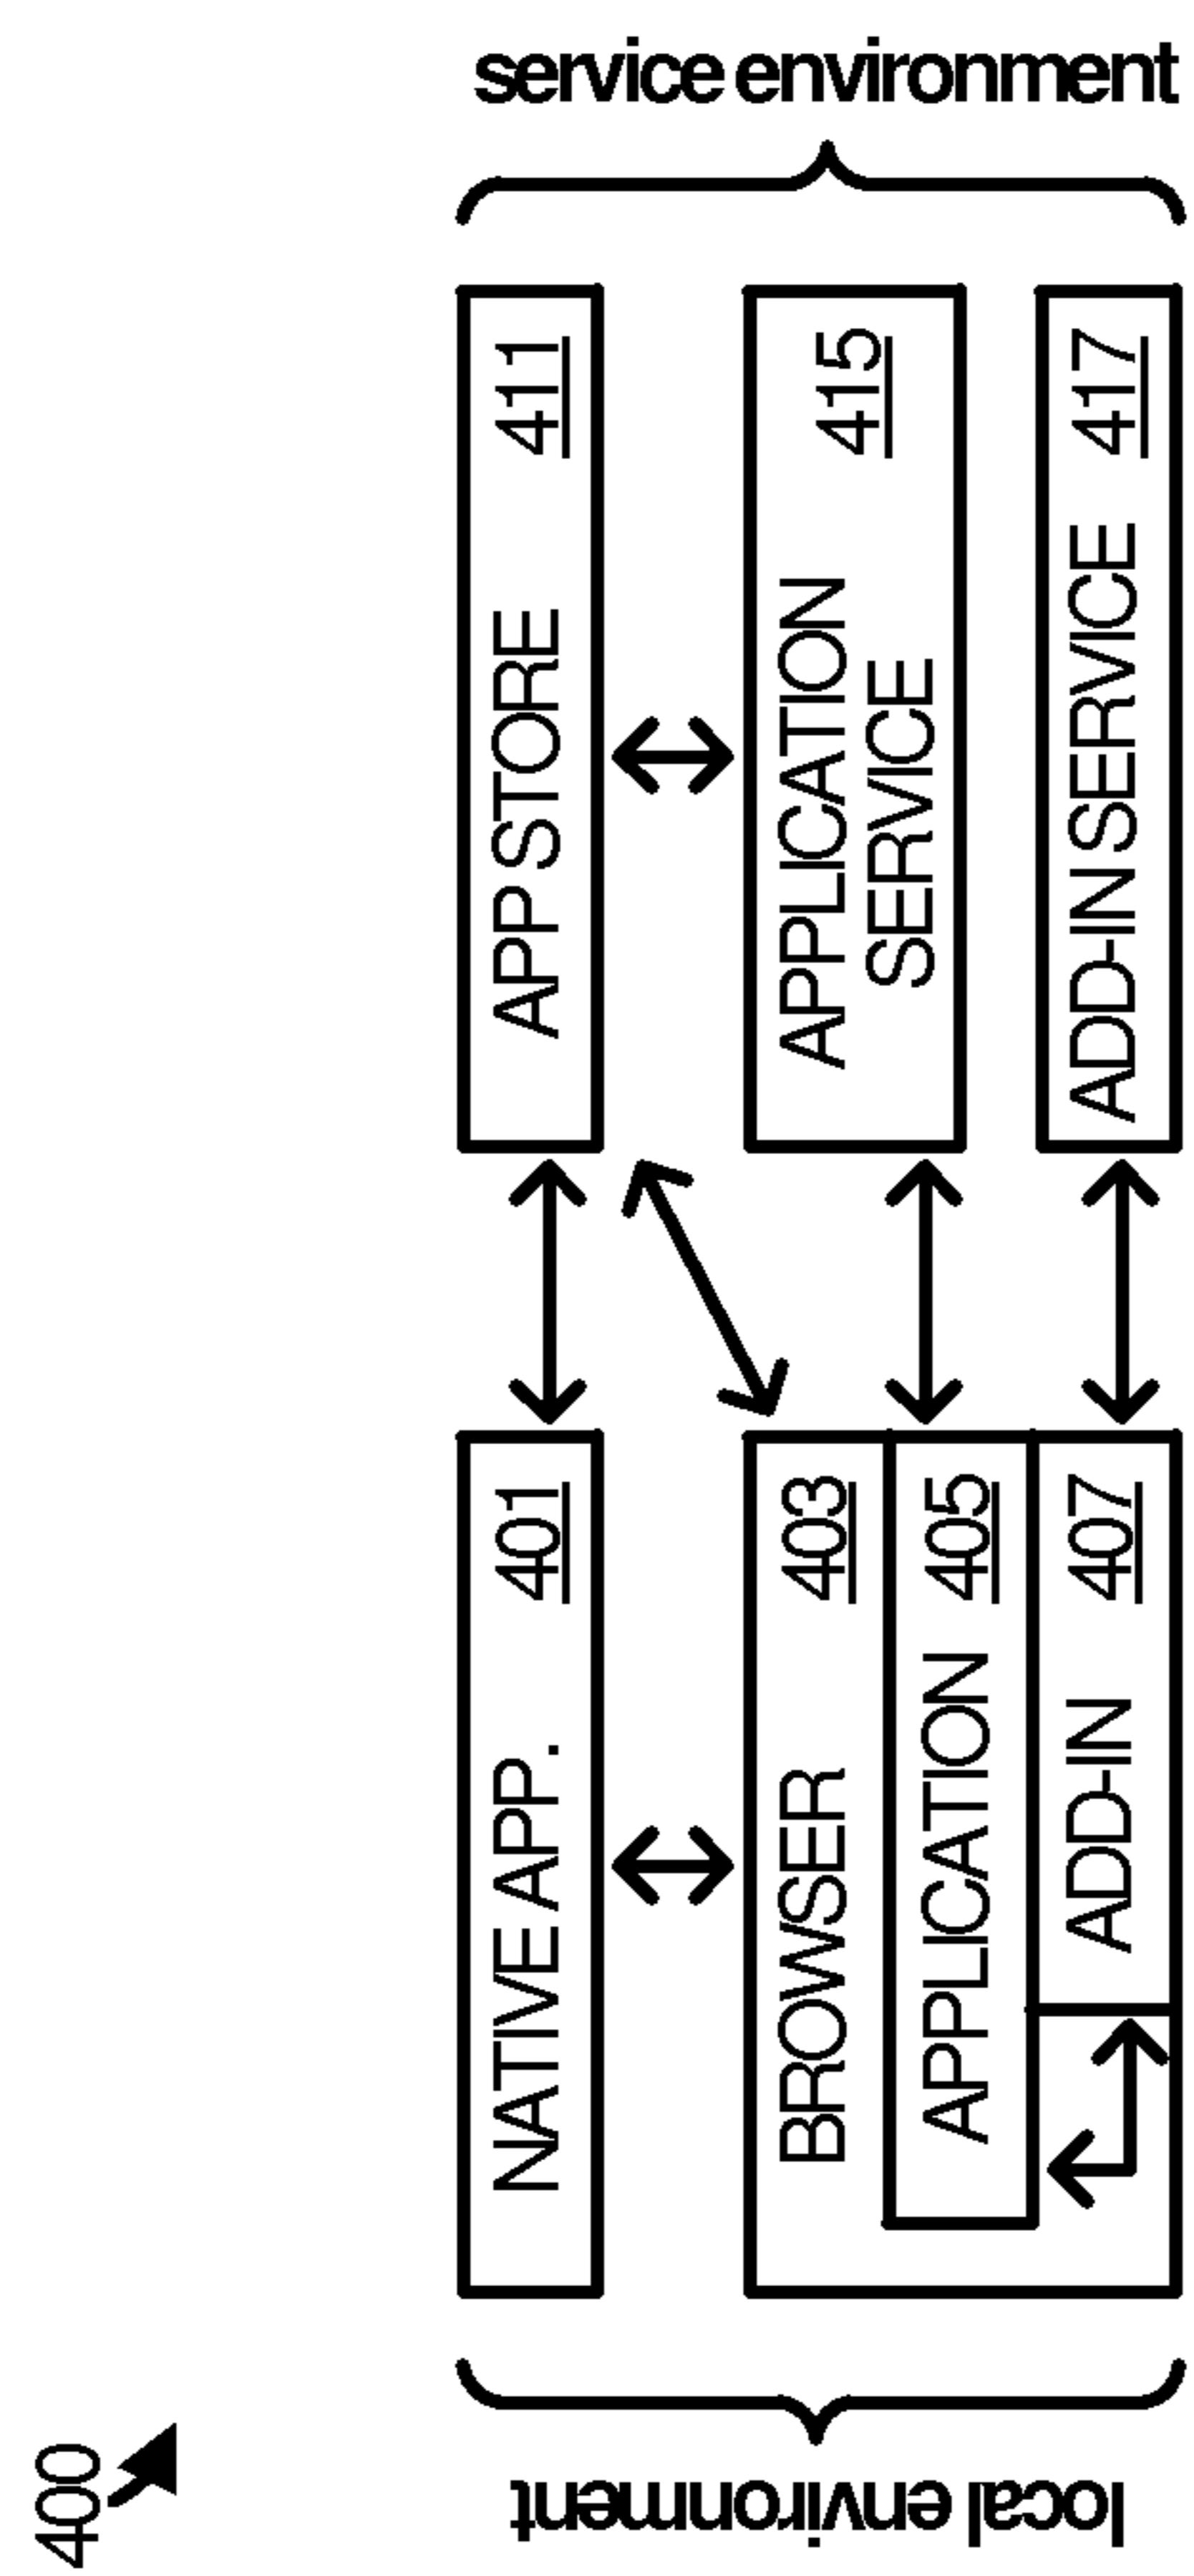 400
local environment
service environment
NATIVE APP. 401
APP STORE 411
BROWSER 403
APPLICATION 405
ADD-IN 407
APPLICATION
SERVICE 415
ADD-IN SERVICE 417